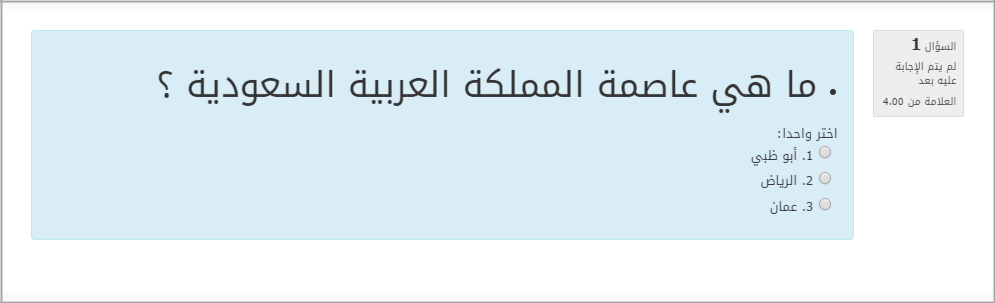 السؤال 1
لم يتم الإجابة
عليه بعد
العلامة من 4.00
. ما هي عاصمة المملكة العربية السعودية ؟
اختر واحدا:
1. أبو ظبي
2. الرياض
3. عمان